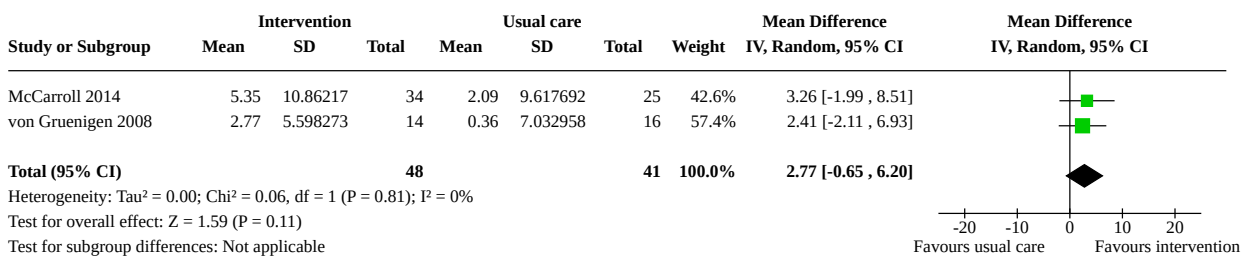 Intervention Usual care Mean Difference Mean Difference
Study or Subgroup Mean SD Total Mean SD Total Weight IV, Random, 95% CI IV, Random, 95% CI
McCarroll 2014 5.35 10.86217 34 2.09 9.617692 25 42.6% 3.26 [-1.99 , 8.51]
von Gruenigen 2008 2.77 5.598273 14 0.36 7.032958 16 57.4% 2.41 [-2.11 , 6.93]
Total (95% CI) 48 41 100.0% 2.77 [-0.65 , 6.20]
Heterogeneity: Tau² = 0.00; Chi² = 0.06, df = 1 (P = 0.81); I² = 0%
Test for overall effect: Z = 1.59 (P = 0.11)
-20 -10 0 10 20
Test for subgroup differences: Not applicable Favours usual care Favours intervention